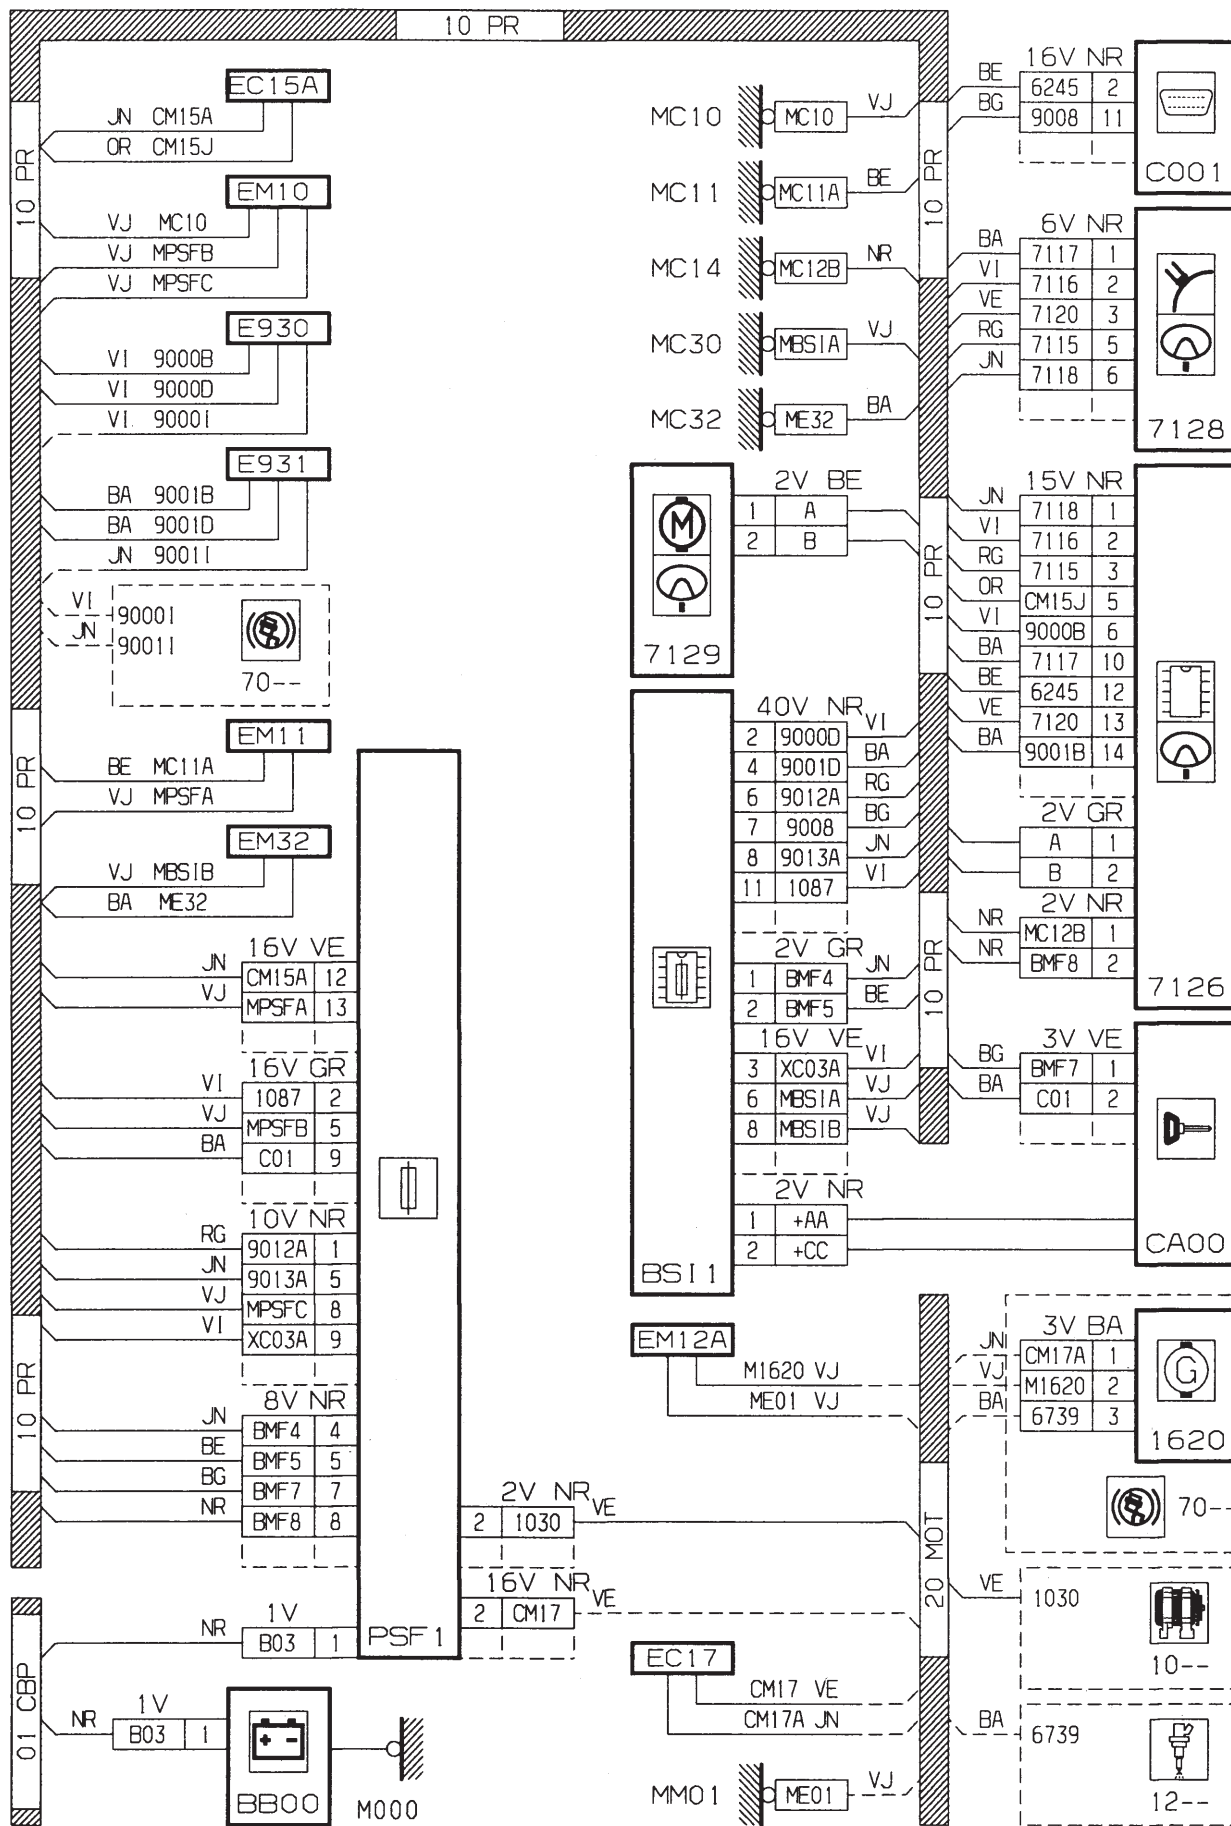 10 PR
10 PR
EC15A
JN CM15A
OR CM15J
EM10
VJ MC10
VJ MPSFB
VJ MPSFC
E930
VI 9000B
VI 9000D
VI 9000I
E931
BA 9001B
BA 9001D
JN 9001I
VI 9000I
JN 9001I
70--
10 PR
EM11
BE MC11A
VJ MPSFA
EM32
VJ MBSIB
BA ME32
16V VE
JN CM15A 12
VJ MPSFA 13
16V GR
VI 1087 2
VJ MPSFB 5
BA C01 9
10V NR
RG 9012A 1
JN 9013A 5
VJ MPSFC 8
VI XC03A 9
10 PR
8V NR
JN BMF4 4
BE BMF5 5
BG BMF7 7
NR BMF8 8
2V NR
2 1030 VE
16V NR
2 CM17 VE
PSF1
01 CBP
1V
NR B03 1
1V
NR B03 1
BB00
M000
MC10 MC10 VJ
MC11 MC11A BE
MC14 MC12B NR
MC30 MBSIA VJ
MC32 ME32 BA
10 PR
7129
2V BE
1 A
2 B
10 PR
BSI1
40V NR
2 9000D VI
4 9001D BA
6 9012A RG
7 9008 BG
8 9013A JN
11 1087 VI
2V GR
1 BMF4 JN
2 BMF5 BE
10 PR
16V VE
3 XC03A VI
6 MBSIA VJ
8 MBSIB VJ
2V NR
1 +AA
2 +CC
EM12A
M1620 VJ
ME01 VJ
20 MOT
EC17
CM17 VE
CM17A JN
MM01 ME01 VJ
16V NR
BE 6245 2
BG 9008 11
C001
6V NR
BA 7117 1
VI 7116 2
VE 7120 3
RG 7115 5
JN 7118 6
7128
15V NR
JN 7118 1
VI 7116 2
RG 7115 3
OR CM15J 5
VI 9000B 6
BA 7117 10
BE 6245 12
VE 7120 13
BA 9001B 14
2V GR
A 1
B 2
2V NR
NR MC12B 1
NR BMF8 2
7126
3V VE
BG BMF7 1
BA C01 2
CA00
3V BA
JN CM17A 1
VJ M1620 2
BA 6739 3
1620
70--
VE 1030
10--
BA 6739
12--